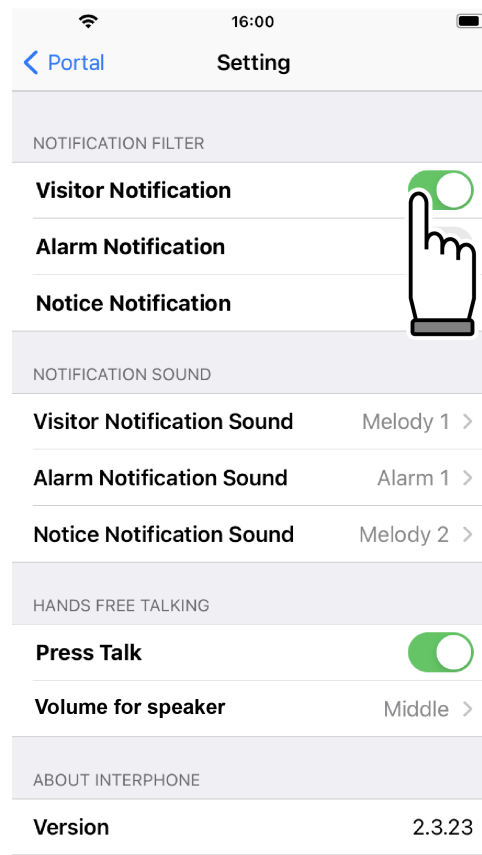 16:00
Portal Setting
NOTIFICATION FILTER
Visitor Notification
Alarm Notification
Notice Notification
NOTIFICATION SOUND
Visitor Notification Sound Melody 1
Alarm Notification Sound Alarm 1
Notice Notification Sound Melody 2
HANDS FREE TALKING
Press Talk
Volume for speaker Middle
ABOUT INTERPHONE
Version 2.3.23